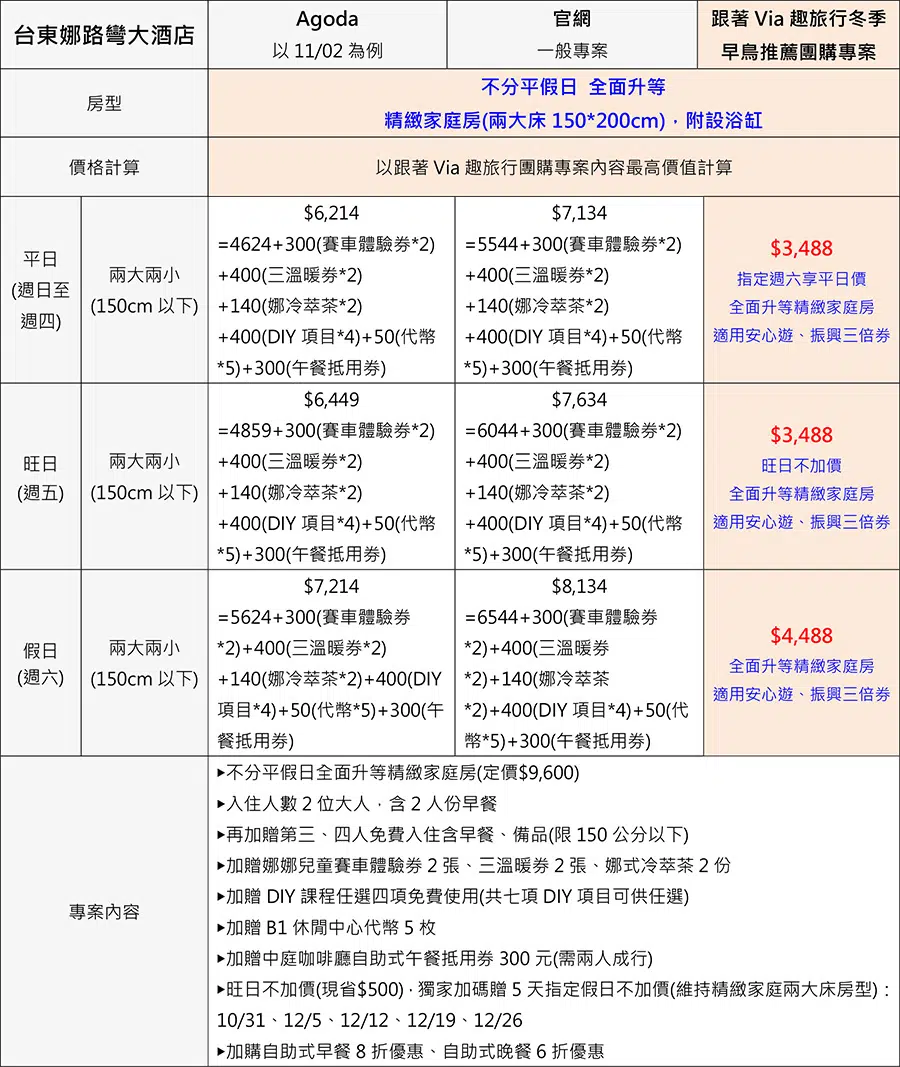 台東娜路彎大酒店
Agoda
以 11/02 為例
官網
一般專案
跟著 Via 趣旅行冬季
早鳥推薦團購專案
房型
不分平假日 全面升等
精緻家庭房(兩大床 150*200cm)，附設浴缸
價格計算
以跟著 Via 趣旅行團購專案內容最高價值計算
平日
(週日至
週四)
兩大兩小
(150cm 以下)
$6,214
=4624+300(賽車體驗券*2)
+400(三溫暖券*2)
+140(娜冷萃茶*2)
+400(DIY 項目*4)+50(代幣
*5)+300(午餐抵用券)
$7,134
=5544+300(賽車體驗券*2)
+400(三溫暖券*2)
+140(娜冷萃茶*2)
+400(DIY 項目*4)+50(代幣
*5)+300(午餐抵用券)
$3,488
指定週六享平日價
全面升等精緻家庭房
適用安心遊、振興三倍券
旺日
(週五)
兩大兩小
(150cm 以下)
$6,449
=4859+300(賽車體驗券*2)
+400(三溫暖券*2)
+140(娜冷萃茶*2)
+400(DIY 項目*4)+50(代幣
*5)+300(午餐抵用券)
$7,634
=6044+300(賽車體驗券*2)
+400(三溫暖券*2)
+140(娜冷萃茶*2)
+400(DIY 項目*4)+50(代幣
*5)+300(午餐抵用券)
$3,488
旺日不加價
全面升等精緻家庭房
適用安心遊、振興三倍券
假日
(週六)
兩大兩小
(150cm 以下)
$7,214
=5624+300(賽車體驗券
*2)+400(三溫暖券*2)
+140(娜冷萃茶*2)+400(DIY
項目*4)+50(代幣*5)+300(午
餐抵用券)
$8,134
=6544+300(賽車體驗券
*2)+400(三溫暖券
*2)+140(娜冷萃茶
*2)+400(DIY 項目*4)+50(代
幣*5)+300(午餐抵用券)
$4,488
全面升等精緻家庭房
適用安心遊、振興三倍券
專案內容
▸不分平假日全面升等精緻家庭房(定價$9,600)
▸入住人數 2 位大人，含 2 人份早餐
▸再加贈第三、四人免費入住含早餐、備品(限 150 公分以下)
▸加贈娜娜兒童賽車體驗券 2 張、三溫暖券 2 張、娜式冷萃茶 2 份
▸加贈 DIY 課程任選四項免費使用(共七項 DIY 項目可供任選)
▸加贈 B1 休閒中心代幣 5 枚
▸加贈中庭咖啡廳自助式午餐抵用券 300 元(需兩人成行)
▸旺日不加價(現省$500)，獨家加碼贈 5 天指定假日不加價(維持精緻家庭兩大床房型)：
10/31、12/5、12/12、12/19、12/26
▸加購自助式早餐 8 折優惠、自助式晚餐 6 折優惠